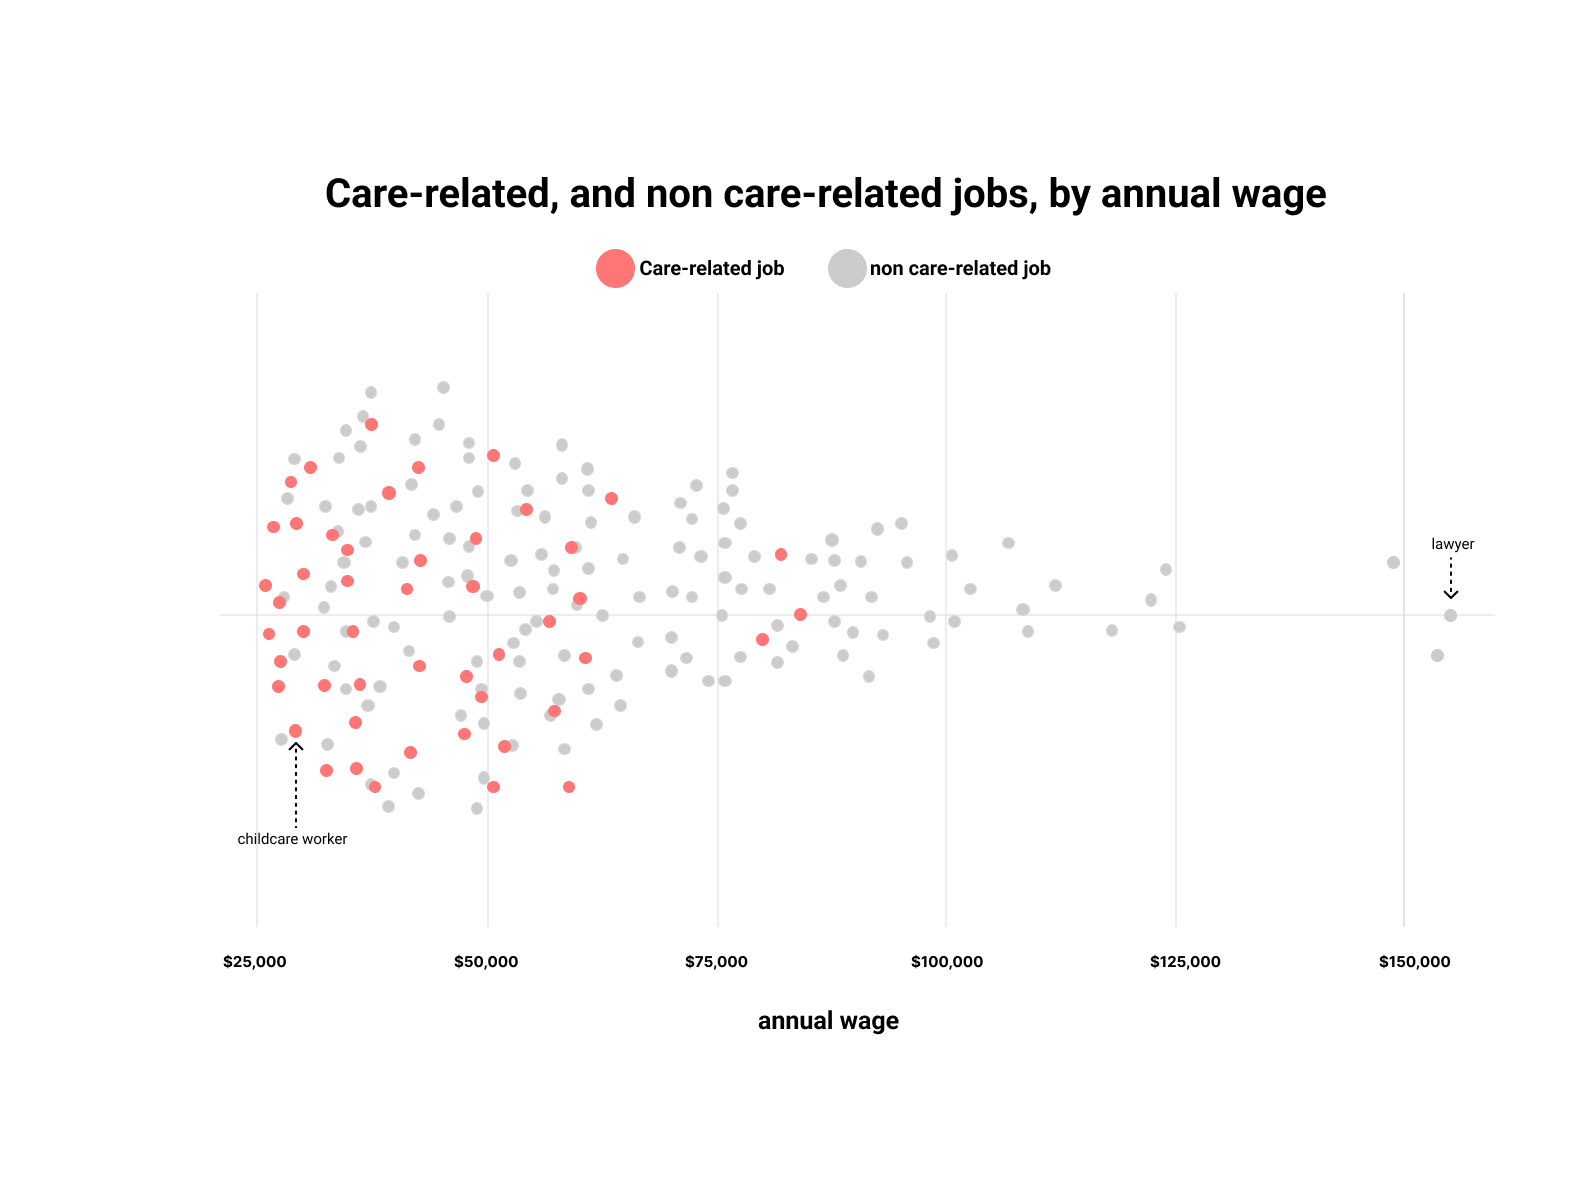 Care-related, and non care-related jobs, by annual wage
Care-related job
non care-related job
lawyer
childcare worker
$25,000
$50,000
$75,000
$100,000
$125,000
$150,000
annual wage